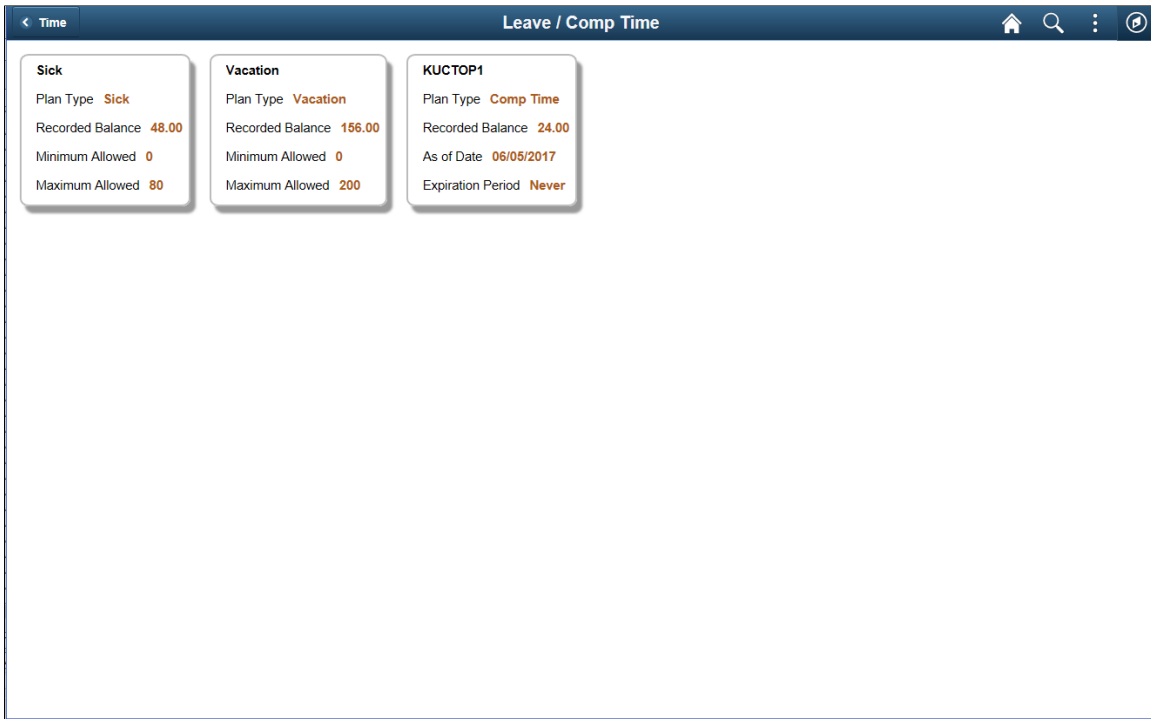 Time
Leave / Comp Time
Sick
Plan Type Sick
Recorded Balance 48.00
Minimum Allowed 0
Maximum Allowed 80
Vacation
Plan Type Vacation
Recorded Balance 156.00
Minimum Allowed 0
Maximum Allowed 200
KUCTOP1
Plan Type Comp Time
Recorded Balance 24.00
As of Date 06/05/2017
Expiration Period Never